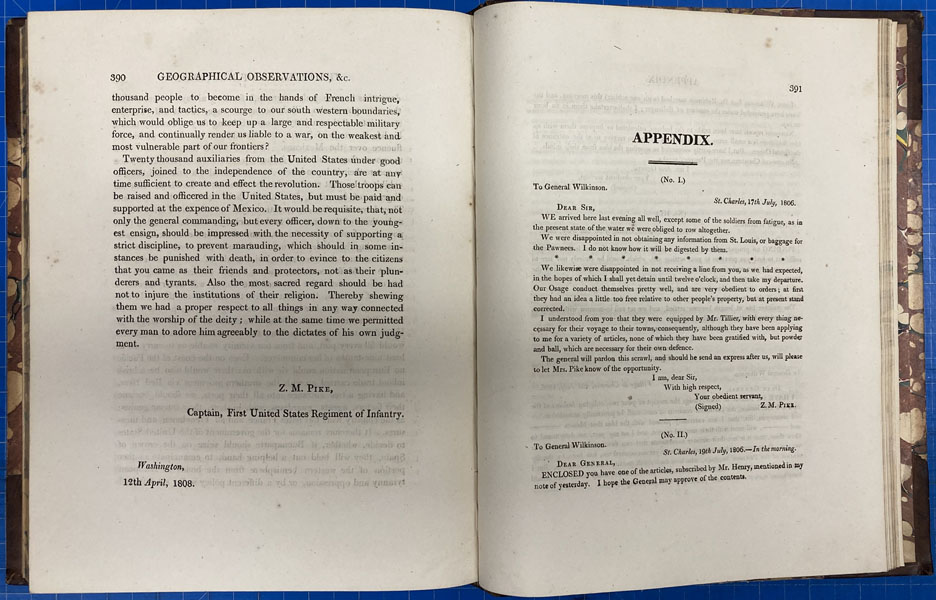 390 GEOGRAPHICAL OBSERVATIONS, &c.
thousand people to become in the hands of French intrigue,
enterprise, and tactics, a scourge to our south western boundaries,
which would oblige us to keep up a large and respectable military
force, and continually render us liable to a war, on the weakest and
most vulnerable part of our frontiers?
Twenty thousand auxiliaries from the United States under good
officers, joined to the independence of the country, are at any
time sufficient to create and effect the revolution. Those troops can
be raised and officered in the United States, but must be paid and
supported at the expence of Mexico. It would be requisite, that, not
only the general commanding, but every officer, down to the young-
est ensign, should be impressed with the necessity of supporting a
strict discipline, to prevent marauding, which should in some in-
stances be punished with death, in order to evince to the citizens
that you came as their friends and protectors, not as their plun-
derers and tyrants. Also the most sacred regard should be had
not to injure the institutions of their religion. Thereby shewing
them we had a proper respect to all things in any way connected
with the worship of the deity; while at the same time we permitted
every man to adore him agreeably to the dictates of his own judg-
ment.
Z. M. PIKE,
Captain, First United States Regiment of Infantry.
Washington,
12th April, 1808.
391
APPENDIX.
(No. I.)
To General Wilkinson.
St. Charles, 17th July, 1806.
DEAR SIR,
WE arrived here last evening all well, except some of the soldiers from fatigue, as in
the present state of the water we were obliged to row altogether.
We were disappointed in not obtaining any information from St. Louis, or baggage for
the Pawnees. I do not know how it will be digested by them.
* * * * * * * *
We likewise were disappointed in not receiving a line from you, as we had expected,
in the hopes of which I shall yet detain until twelve o'clock, and then take my departure.
Our Osage conduct themselves pretty well, and are very obedient to orders; at first
they had an idea a little too free relative to other people's property, but at present stand
corrected.
I understood from you that they were equipped by Mr. Tillier, with every thing ne-
cessary for their voyage to their towns, consequently, although they have been applying
to me for a variety of articles, none of which they have been gratified with, but powder
and ball, which are necessary for their own defence.
The general will pardon this scrawl, and should he send an express after us, will please
to let Mrs. Pike know of the opportunity.
I am, dear Sir,
With high respect,
Your obedient servant,
(Signed) Z. M. PIKE.
(No. II.)
To General Wilkinson.
St. Charles, 19th July, 1806.—In the morning.
DEAR GENERAL,
ENCLOSED you have one of the articles, subscribed by Mr. Henry, mentioned in my
note of yesterday. I hope the General may approve of the contents.